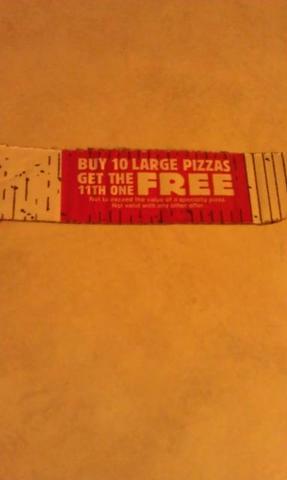 BUY 10 LARGE PIZZAS
GET THE
11TH ONE FREE
Not to exceed the value of a specialty pizza.
Not valid with any other offer.